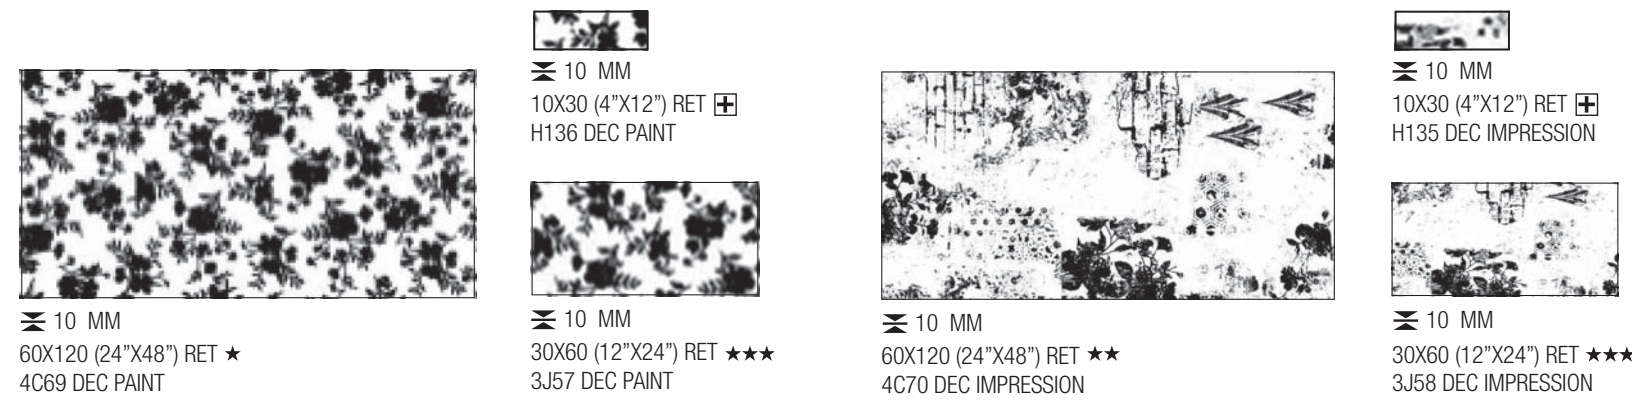 10 MM
60X120 (24”X48”) RET ★
4C69 DEC PAINT
10 MM
10X30 (4”X12”) RET
H136 DEC PAINT
10 MM
30X60 (12”X24”) RET ★★★
3J57 DEC PAINT
10 MM
60X120 (24”X48”) RET ★★
4C70 DEC IMPRESSION
10 MM
10X30 (4”X12”) RET
H135 DEC IMPRESSION
10 MM
30X60 (12”X24”) RET ★★★
3J58 DEC IMPRESSION